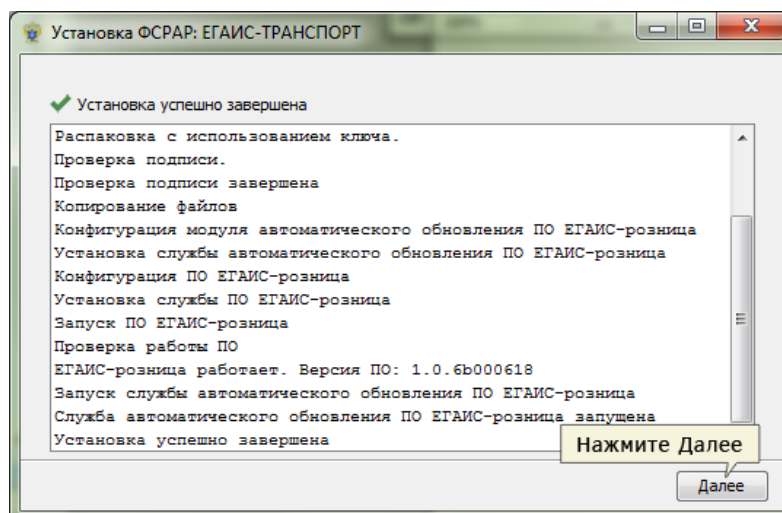 Установка ФСРАР: ЕГАИС-ТРАНСПОРТ
Установка успешно завершена
Распаковка с использованием ключа.
Проверка подписи.
Проверка подписи завершена
Копирование файлов
Конфигурация модуля автоматического обновления ПО ЕГАИС-розница
Установка службы автоматического обновления ПО ЕГАИС-розница
Конфигурация ПО ЕГАИС-розница
Установка службы ПО ЕГАИС-розница
Запуск ПО ЕГАИС-розница
Проверка работы ПО
ЕГАИС-розница работает. Версия ПО: 1.0.6b000618
Запуск службы автоматического обновления ПО ЕГАИС-розница
Служба автоматического обновления ПО ЕГАИС-розница запущена
Установка успешно завершена
Нажмите Далее
Далее